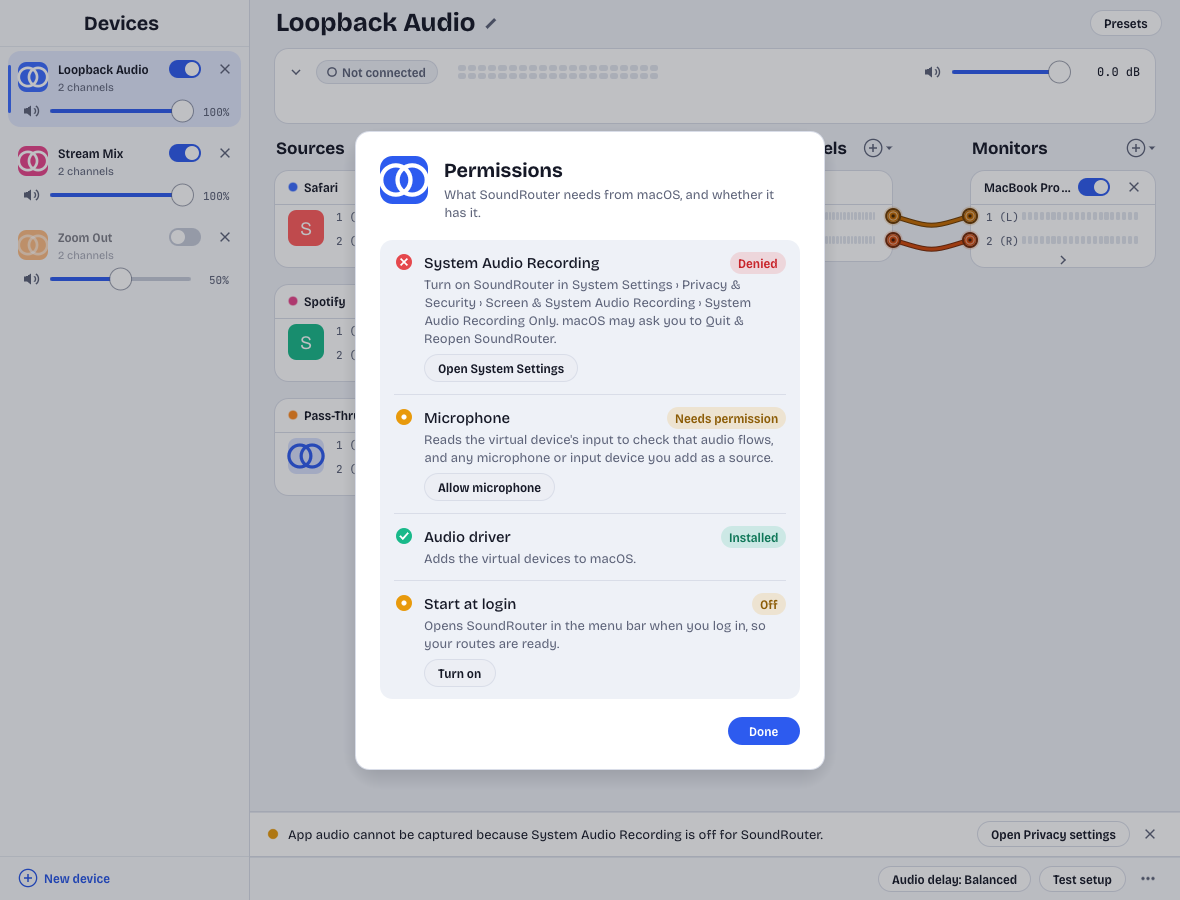 Devices
Loopback Audio
2 channels
100%
Stream Mix
2 channels
100%
Zoom Out
2 channels
50%
New device
Loopback Audio
Presets
Not connected
0.0 dB
Sources
els
Monitors
Safari
S
1 (
2 (
Spotify
S
1 (
2 (
Pass-Thru
1 (
2 (
MacBook Pro…
1 (L)
2 (R)
Permissions
What SoundRouter needs from macOS, and whether it
has it.
System Audio Recording
Denied
Turn on SoundRouter in System Settings › Privacy &
Security › Screen & System Audio Recording › System
Audio Recording Only. macOS may ask you to Quit &
Reopen SoundRouter.
Open System Settings
Microphone
Needs permission
Reads the virtual device's input to check that audio flows,
and any microphone or input device you add as a source.
Allow microphone
Audio driver
Installed
Adds the virtual devices to macOS.
Start at login
Off
Opens SoundRouter in the menu bar when you log in, so
your routes are ready.
Turn on
Done
App audio cannot be captured because System Audio Recording is off for SoundRouter.
Open Privacy settings
Audio delay: Balanced
Test setup